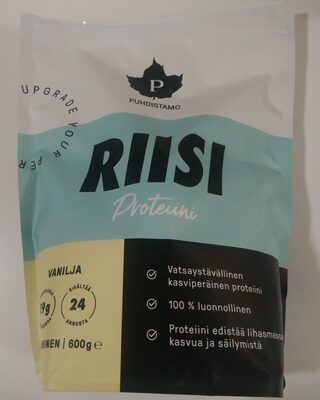 P
PUHDISTAMO
UPGRADE YOUR
RIISI
Proteiini
VANILJA
SISÄLTÄÄ
24
ANNOSTA
600g e
Vatsaystävällinen
kasviperäinen proteiini
100 % luonnollinen
Proteiini edistää lihasmassan
kasvua ja säilymistä